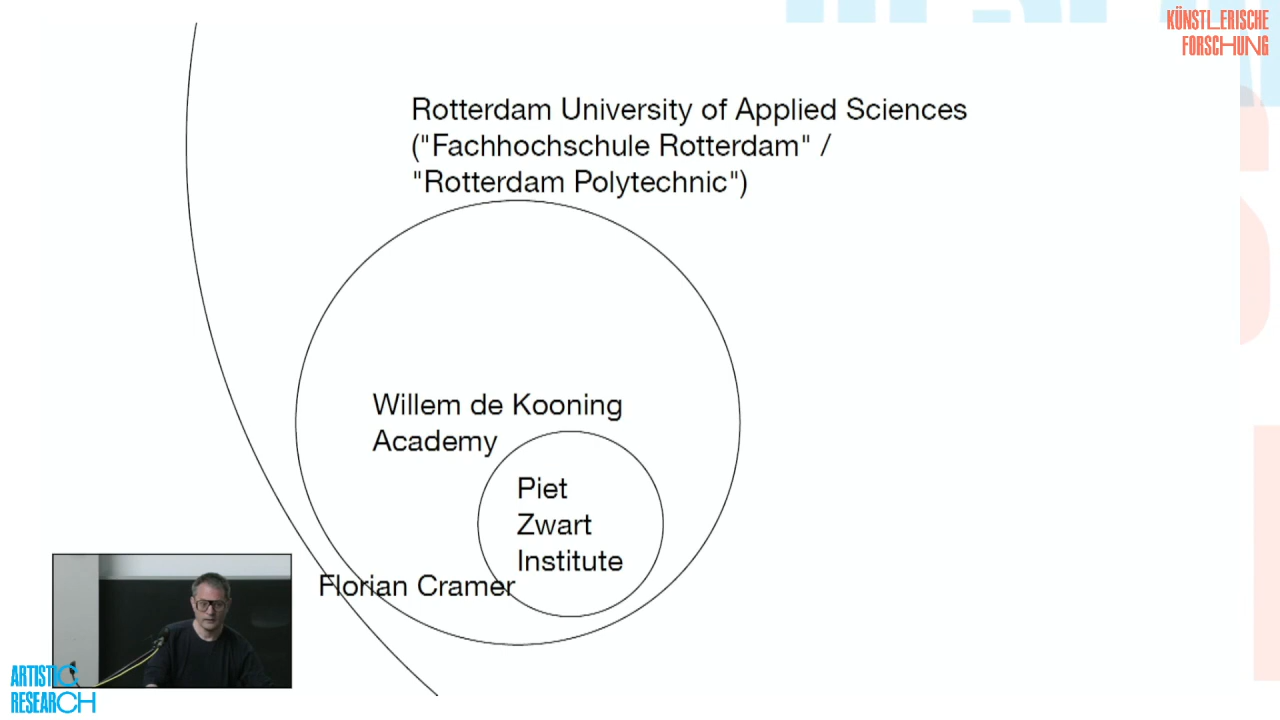 KÜNSTLERISCHE
FORSCHUNG
Rotterdam University of Applied Sciences
("Fachhochschule Rotterdam" /
"Rotterdam Polytechnic")
Willem de Kooning
Academy
Piet
Zwart
Institute
Florian Cramer
ARTISTIC
RESEARCH